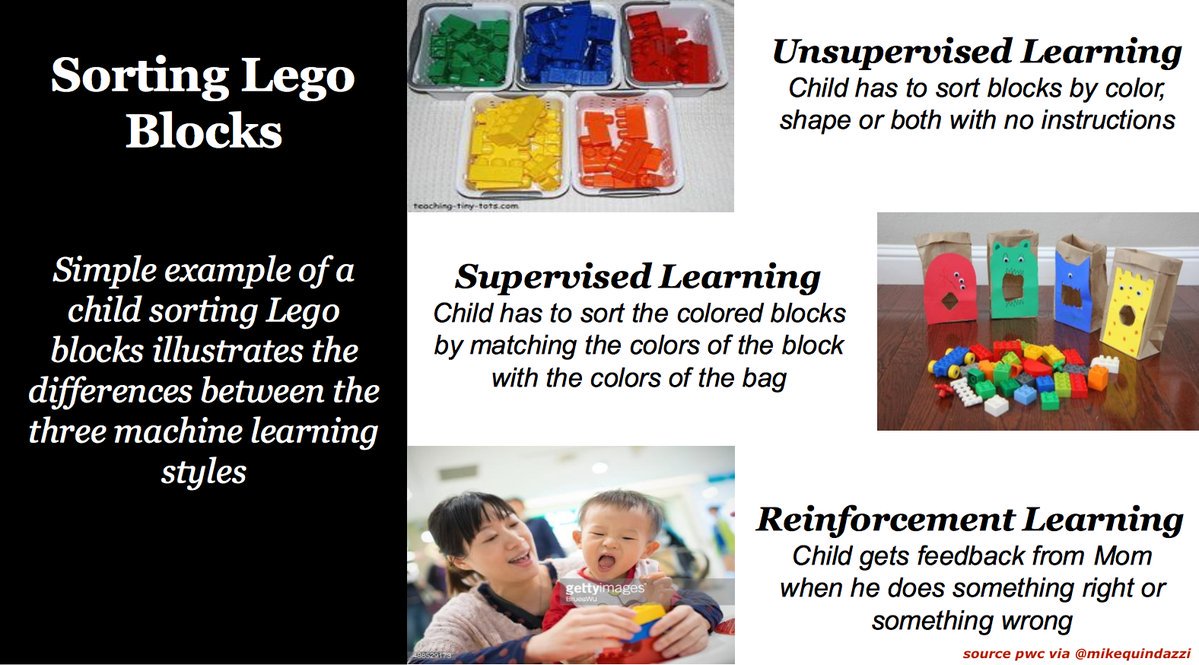 Sorting Lego
Blocks
Simple example of a
child sorting Lego
blocks illustrates the
differences between the
three machine learning
styles
teaching-tiny-tots.com
Unsupervised Learning
Child has to sort blocks by color,
shape or both with no instructions
Supervised Learning
Child has to sort the colored blocks
by matching the colors of the block
with the colors of the bag
gettyimages
BluesWu
488529173
Reinforcement Learning
Child gets feedback from Mom
when he does something right or
something wrong
source pwc via @mikequindazzi